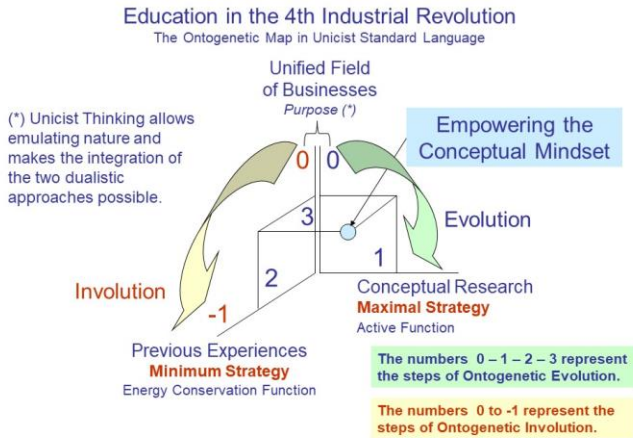 Education in the 4th Industrial Revolution
The Ontogenetic Map in Unicist Standard Language
Unified Field
of Businesses
Purpose (*)
(*) Unicist Thinking allows
emulating nature and
makes the integration of
the two dualistic
approaches possible.
Empowering the
Conceptual Mindset
0 0
3
Evolution
2
1
Involution
-1
Conceptual Research
Maximal Strategy
Active Function
Previous Experiences
Minimum Strategy
Energy Conservation Function
The numbers 0 – 1 – 2 – 3 represent
the steps of Ontogenetic Evolution.
The numbers 0 to -1 represent the
steps of Ontogenetic Involution.